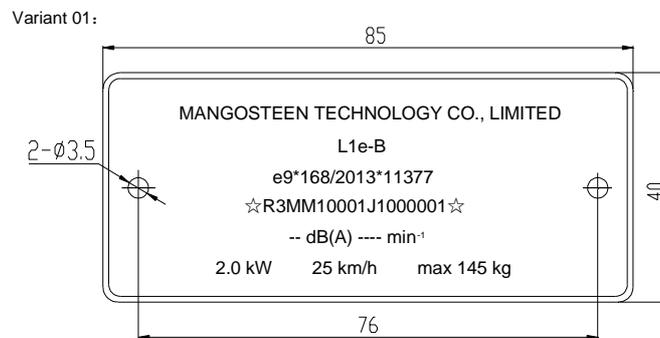 Variant 01:
85
MANGOSTEEN TECHNOLOGY CO., LIMITED
L1e-B
2-ø3.5
e9*168/2013*11377
☆R3MM10001J1000001☆
40
-- dB(A) ---- min-1
2.0 kW 25 km/h max 145 kg
76